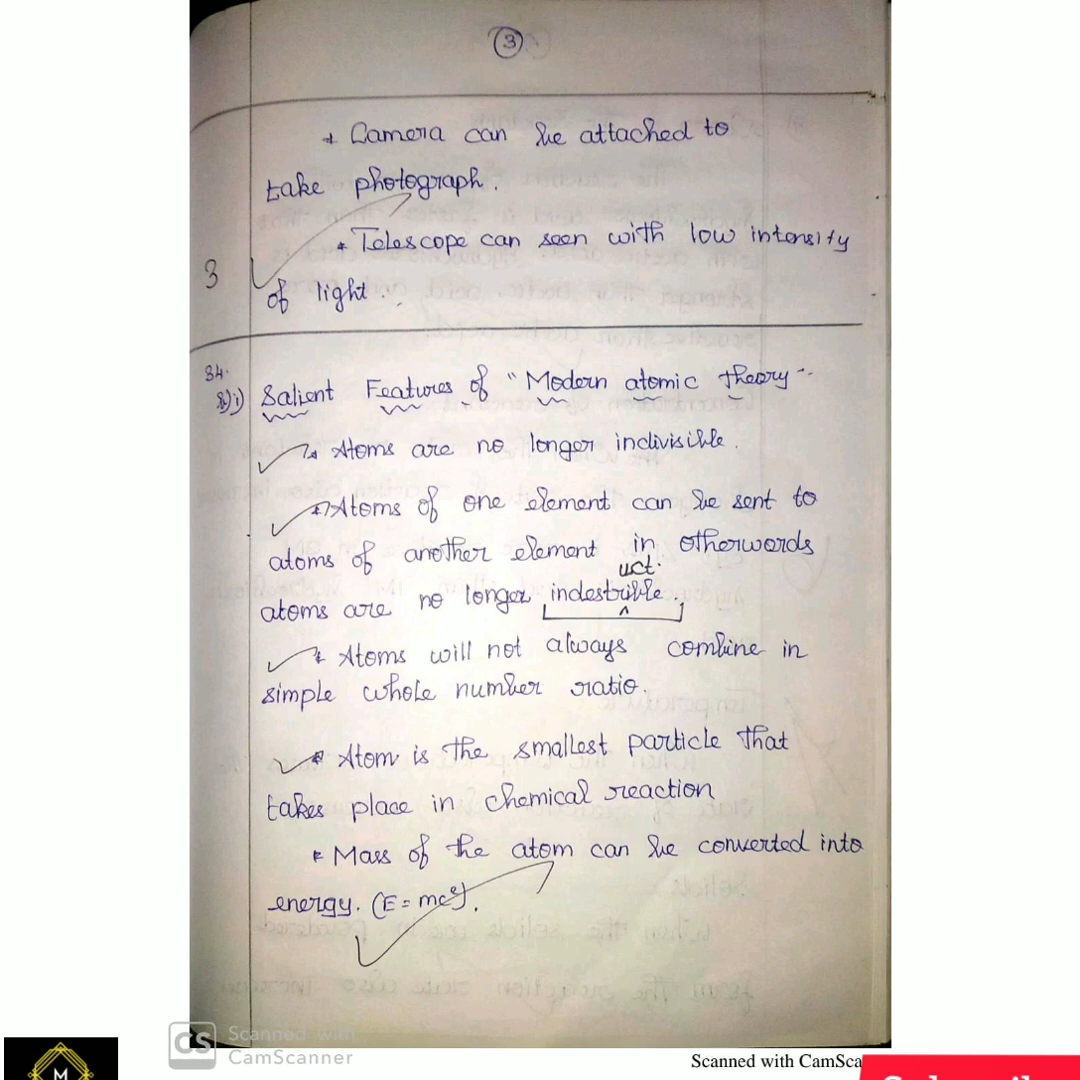 3
* Camera can be attached to
take photograph.
* Telescope can seen with low intensity
3
of light.
34.
i) Salient Features of "Modern atomic theory"
* Atoms are no longer indivisible.
* Atoms of one element can be sent to
atoms of another element in otherwords
uct
atoms are no longer indestrible.
* Atoms will not always combine in
simple whole number ratio.
* Atom is the smallest particle that
takes place in chemical reaction
* Mass of the atom can be converted into
energy. (E = mc²).
CS Scanned with
CamScanner
Scanned with CamSca
M